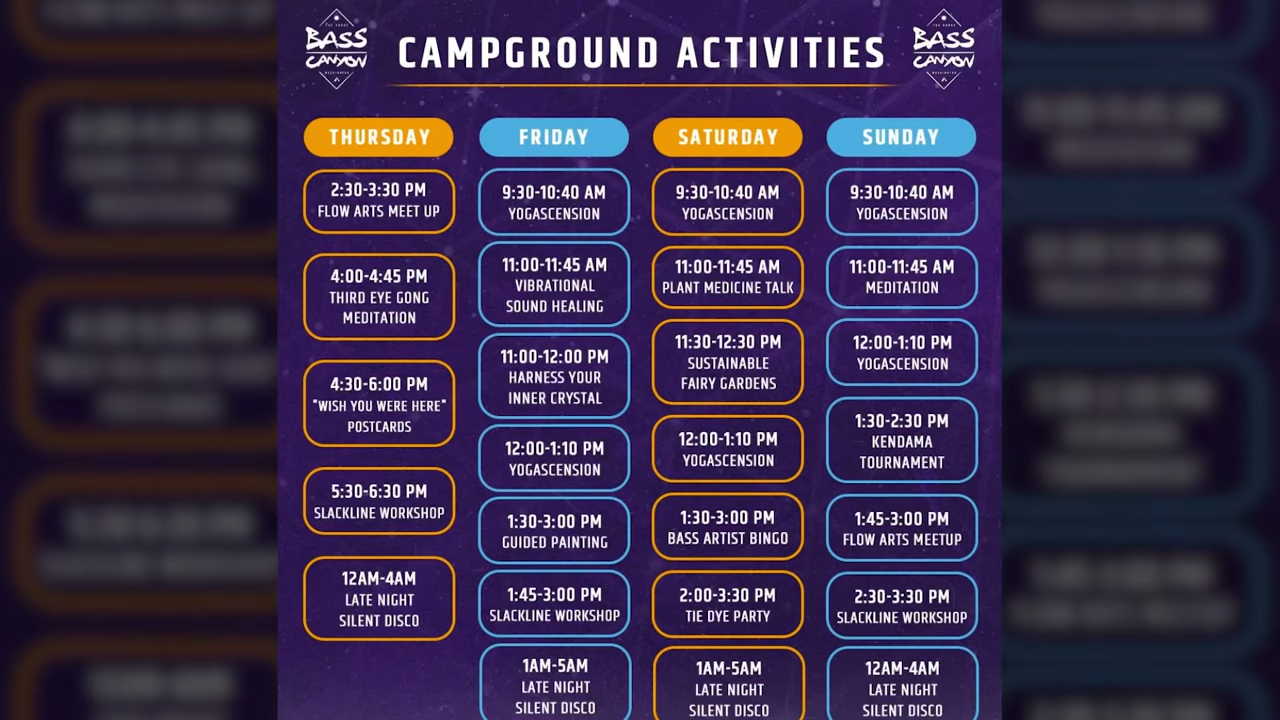 THE GORGE
BASS
CANYON
WASHINGTON
CAMPGROUND ACTIVITIES
THE GORGE
BASS
CANYON
WASHINGTON
THURSDAY
2:30-3:30 PM
FLOW ARTS MEET UP
4:00-4:45 PM
THIRD EYE GONG
MEDITATION
4:30-6:00 PM
"WISH YOU WERE HERE"
POSTCARDS
5:30-6:30 PM
SLACKLINE WORKSHOP
12AM-4AM
LATE NIGHT
SILENT DISCO
FRIDAY
9:30-10:40 AM
YOGASCENSION
11:00-11:45 AM
VIBRATIONAL
SOUND HEALING
11:00-12:00 PM
HARNESS YOUR
INNER CRYSTAL
12:00-1:10 PM
YOGASCENSION
1:30-3:00 PM
GUIDED PAINTING
1:45-3:00 PM
SLACKLINE WORKSHOP
1AM-5AM
LATE NIGHT
SILENT DISCO
SATURDAY
9:30-10:40 AM
YOGASCENSION
11:00-11:45 AM
PLANT MEDICINE TALK
11:30-12:30 PM
SUSTAINABLE
FAIRY GARDENS
12:00-1:10 PM
YOGASCENSION
1:30-3:00 PM
BASS ARTIST BINGO
2:00-3:30 PM
TIE DYE PARTY
1AM-5AM
LATE NIGHT
SILENT DISCO
SUNDAY
9:30-10:40 AM
YOGASCENSION
11:00-11:45 AM
MEDITATION
12:00-1:10 PM
YOGASCENSION
1:30-2:30 PM
KENDAMA
TOURNAMENT
1:45-3:00 PM
FLOW ARTS MEETUP
2:30-3:30 PM
SLACKLINE WORKSHOP
12AM-4AM
LATE NIGHT
SILENT DISCO